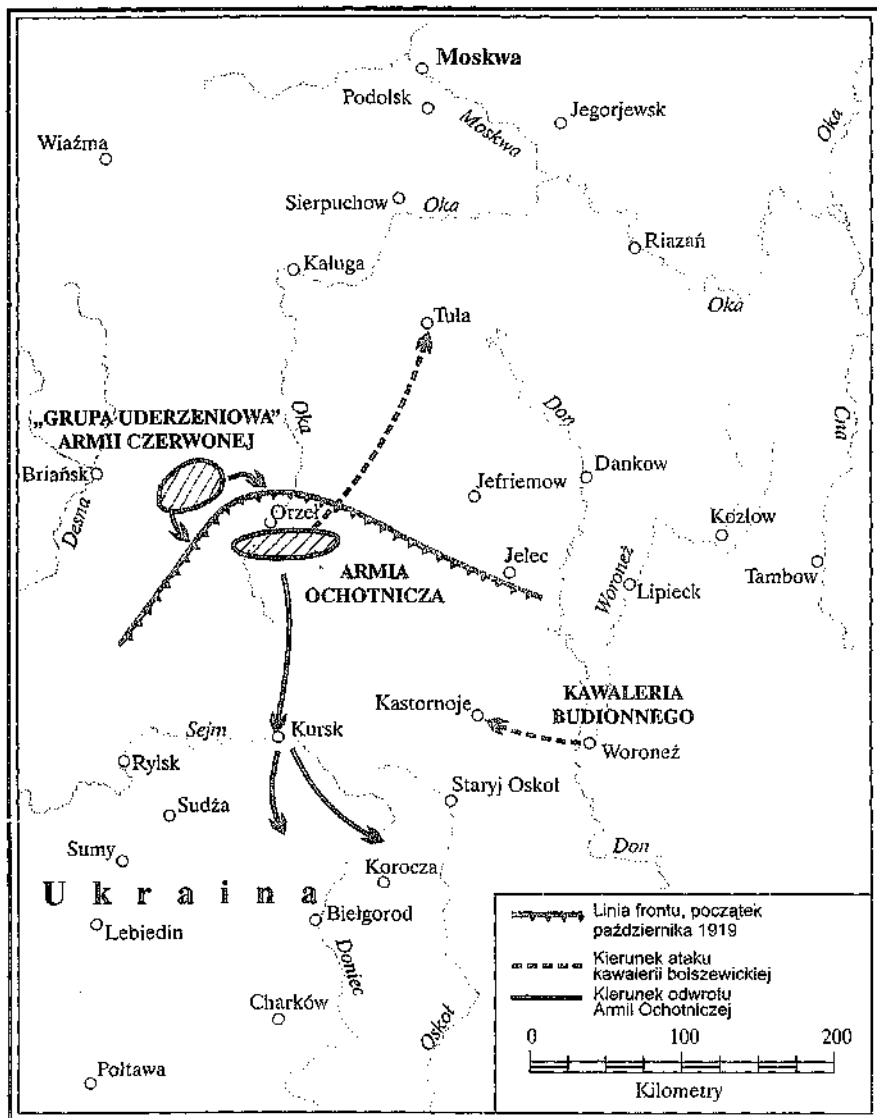 Moskwa
Podolsk
Jegorjewsk
Moskwa
Oka
Wiaźma
Sierpuchow
Oka
Riazań
Kaługa
Oka
Tuła
„GRUPA UDERZENIOWA”
ARMII CZERWONEJ
Oka
Don
Cna
Briańsk
Desna
Jefriemow
Dankow
Orzeł
Kozłow
ARMIA
OCHOTNICZA
Jelec
Woroneż
Lipieck
Tambow
KAWALERIA
BUDIONNEGO
Kastornoje
Sejm
Kursk
Woroneż
Rylsk
Staryj Oskoł
Sudża
Don
Sumy
Korocza
Ukraina
Lebiedin
Biełgorod
Doniec
Charków
Oskoł
Połtawa
Linia frontu, początek
października 1919
Kierunek ataku
kawalerii bolszewickiej
Kierunek odwrotu
Armii Ochotniczej
0 100 200
Kilometry